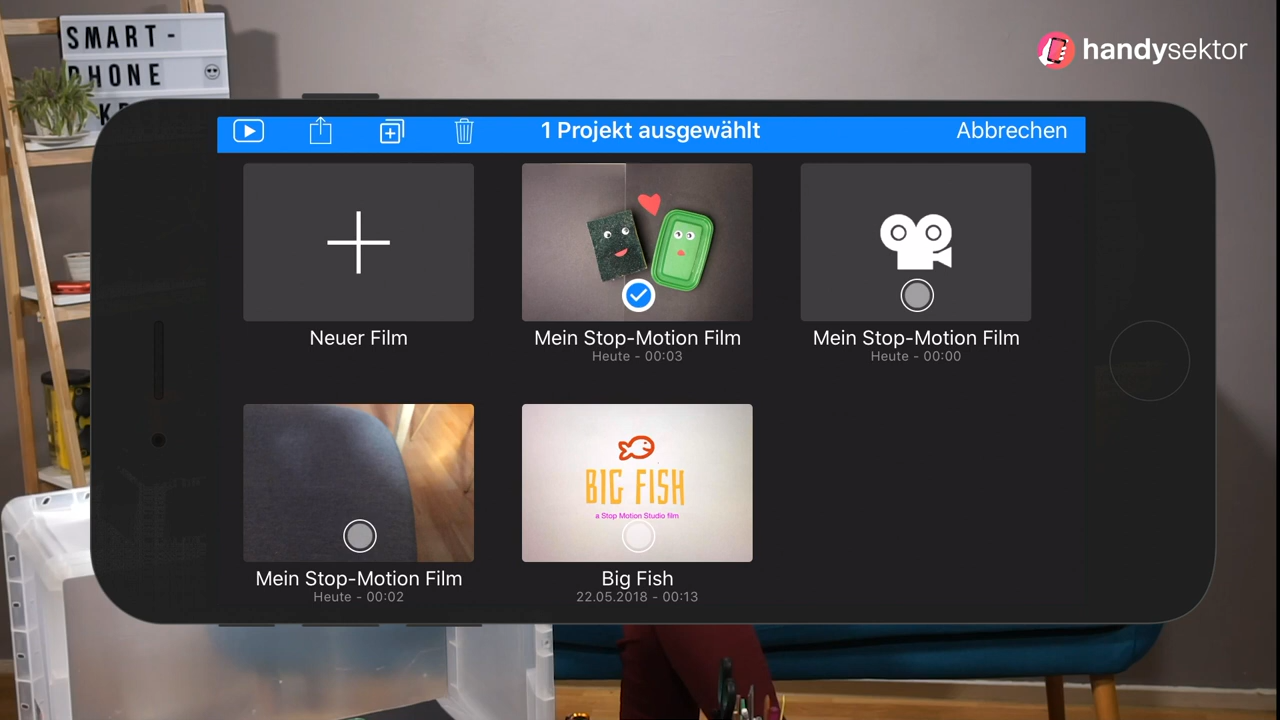 SMART-
PHONE
handysektor
1 Projekt ausgewählt
Abbrechen
Neuer Film
Mein Stop-Motion Film
Heute - 00:03
Mein Stop-Motion Film
Heute - 00:00
BIG FISH
a Stop Motion Studio film
Mein Stop-Motion Film
Heute - 00:02
Big Fish
22.05.2018 - 00:13